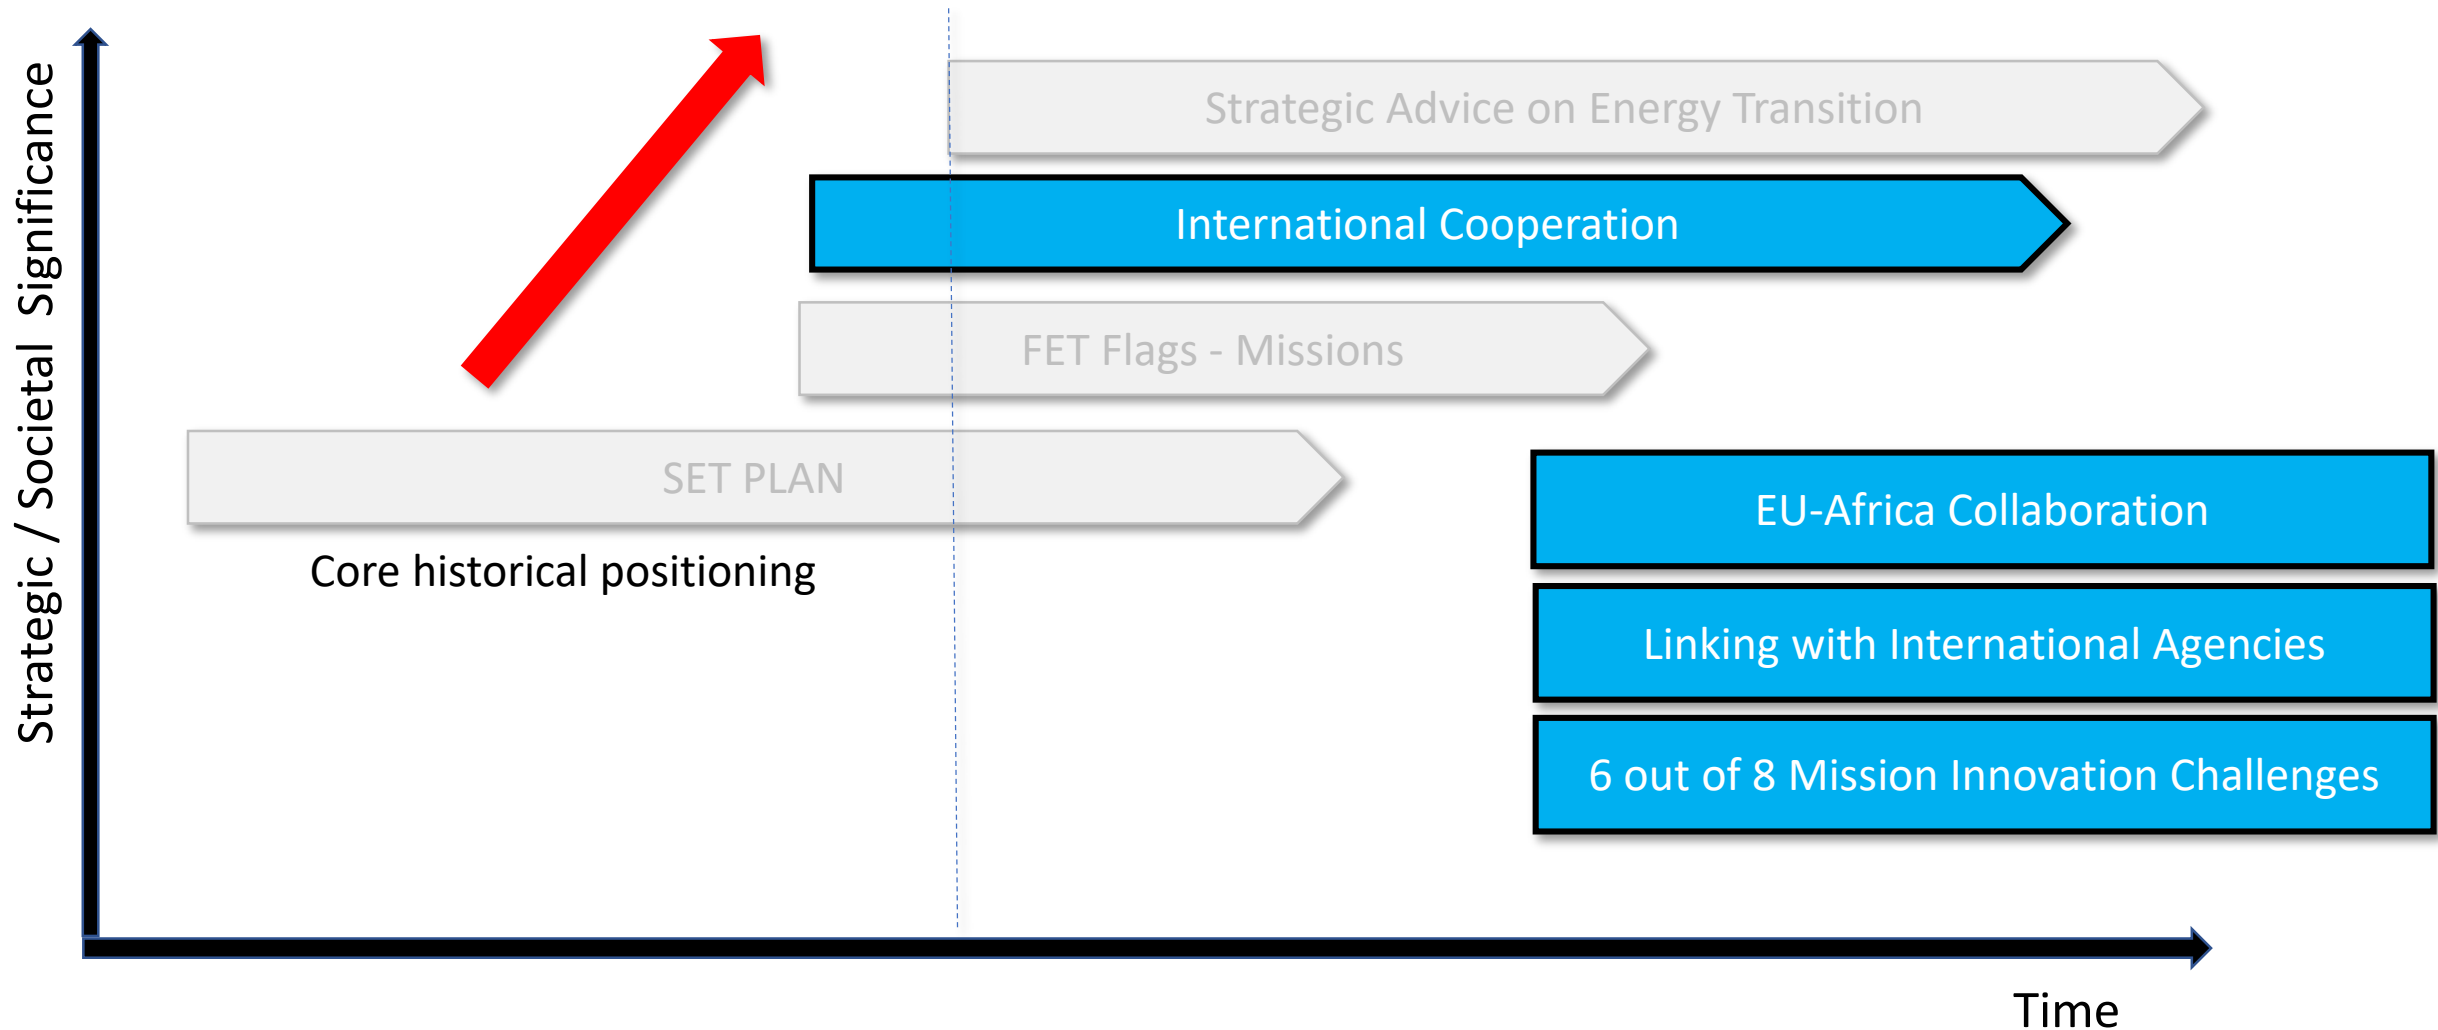 Strategic / Societal Significance
Strategic Advice on Energy Transition
International Cooperation
FET Flags - Missions
SET PLAN
Core historical positioning
EU-Africa Collaboration
Linking with International Agencies
6 out of 8 Mission Innovation Challenges
Time